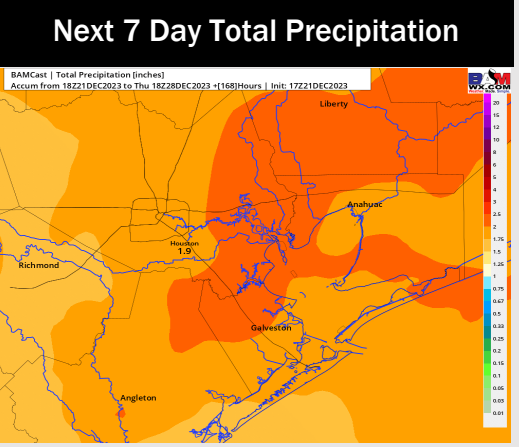 Next 7 Day Total Precipitation
BAMCast | Total Precipitation [inches]
Accum from 18Z21DEC2023 to Thu 18Z28DEC2023 +[168]Hours | Init: 17Z21DEC2023
BAM
WX.COM
Liberty
Anahuac
Houston
1.9
Richmond
Galveston
Angleton
20
15
12
10
8
6
5
4
3
2.5
2
1.75
1.5
1.25
1
0.75
0.67
0.5
0.33
0.25
0.2
0.15
0.1
0.05
0.03
0.01